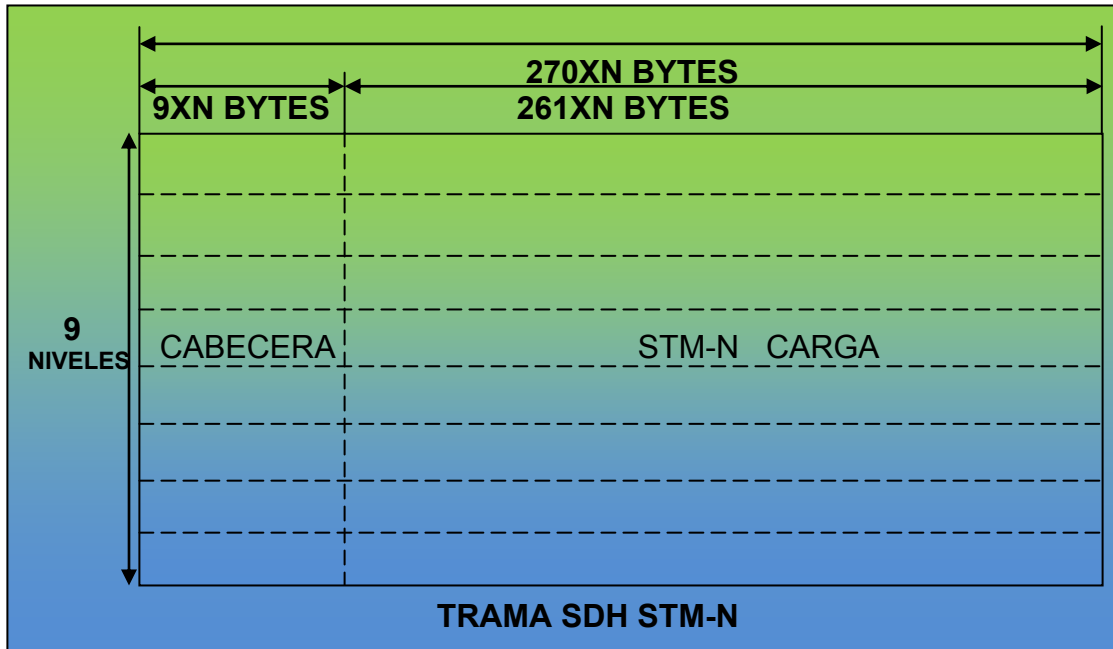 270XN BYTES
9XN BYTES
261XN BYTES
9
NIVELES
CABECERA
STM-N CARGA
TRAMA SDH STM-N